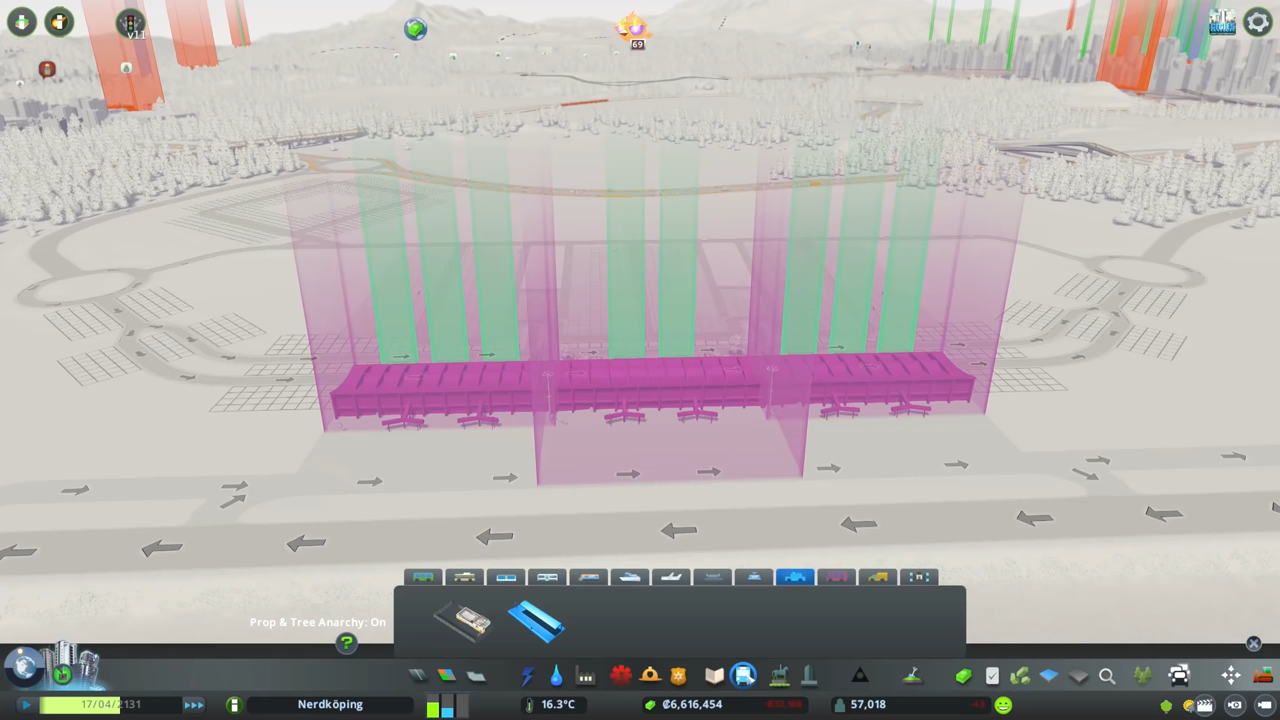 v11
69
Prop & Tree Anarchy: On
?
17/04/2131
Nerdköping
16.3°C
₡6,616,454
57,018